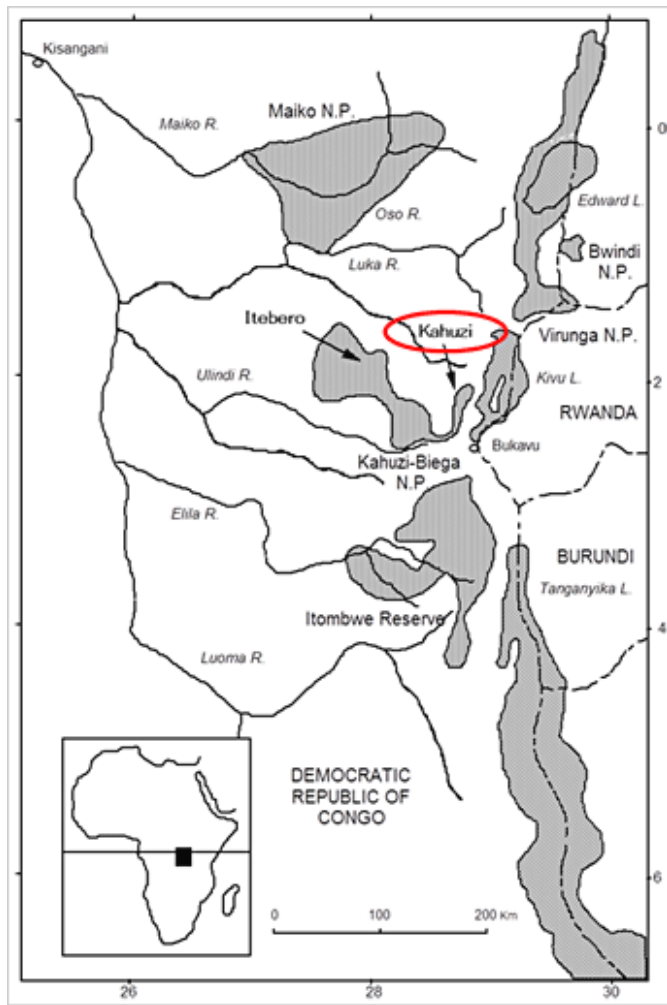 Kisangani
Maiko R.
Maiko N.P.
0
Oso R.
Edward L.
Bwindi
N.P.
Luka R.
Itebero
Kahuzi
Virunga N.P.
Ulindi R.
Kivu L.
2
RWANDA
Bukavu
Kahuzi-Biega
N.P
Elila R.
BURUNDI
Tanganyika L.
Itombwe Reserve
4
Luoma R.
DEMOCRATIC
REPUBLIC OF
CONGO
6
0 100 200 Km
26 28 30